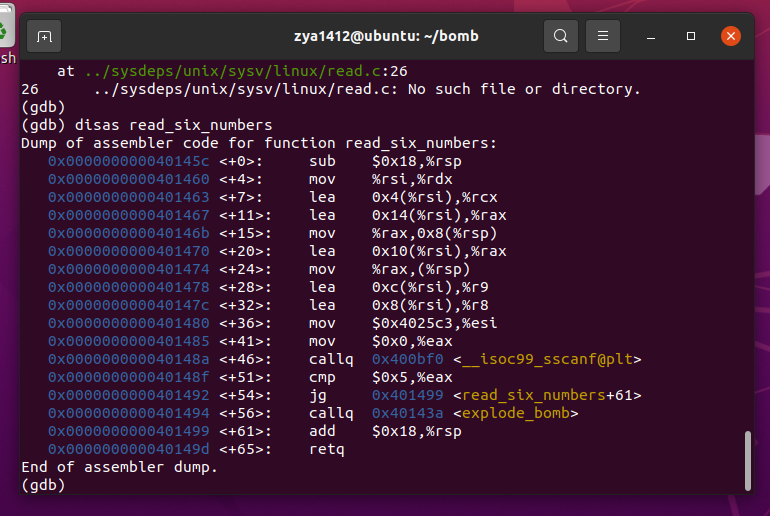 zya1412@ubuntu: ~/bomb
sh
at ../sysdeps/unix/sysv/linux/read.c:26
26      ../sysdeps/unix/sysv/linux/read.c: No such file or directory.
(gdb)
(gdb) disas read_six_numbers
Dump of assembler code for function read_six_numbers:
0x000000000040145c <+0>:     sub    $0x18,%rsp
0x0000000000401460 <+4>:     mov    %rsi,%rdx
0x0000000000401463 <+7>:     lea    0x4(%rsi),%rcx
0x0000000000401467 <+11>:    lea    0x14(%rsi),%rax
0x000000000040146b <+15>:    mov    %rax,0x8(%rsp)
0x0000000000401470 <+20>:    lea    0x10(%rsi),%rax
0x0000000000401474 <+24>:    mov    %rax,(%rsp)
0x0000000000401478 <+28>:    lea    0xc(%rsi),%r9
0x000000000040147c <+32>:    lea    0x8(%rsi),%r8
0x0000000000401480 <+36>:    mov    $0x4025c3,%esi
0x0000000000401485 <+41>:    mov    $0x0,%eax
0x000000000040148a <+46>:    callq  0x400bf0 <__isoc99_sscanf@plt>
0x000000000040148f <+51>:    cmp    $0x5,%eax
0x0000000000401492 <+54>:    jg     0x401499 <read_six_numbers+61>
0x0000000000401494 <+56>:    callq  0x40143a <explode_bomb>
0x0000000000401499 <+61>:    add    $0x18,%rsp
0x000000000040149d <+65>:    retq
End of assembler dump.
(gdb)